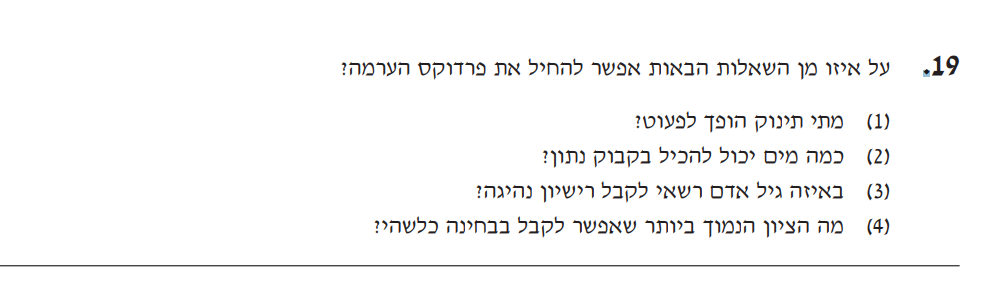 19. על איזו מן השאלות הבאות אפשר להחיל את פרדוקס הערמה?
(1) מתי תינוק הופך לפעוט?
(2) כמה מים יכול להכיל בקבוק נתון?
(3) באיזה גיל אדם רשאי לקבל רישיון נהיגה?
(4) מה הציון הנמוך ביותר שאפשר לקבל בבחינה כלשהי?